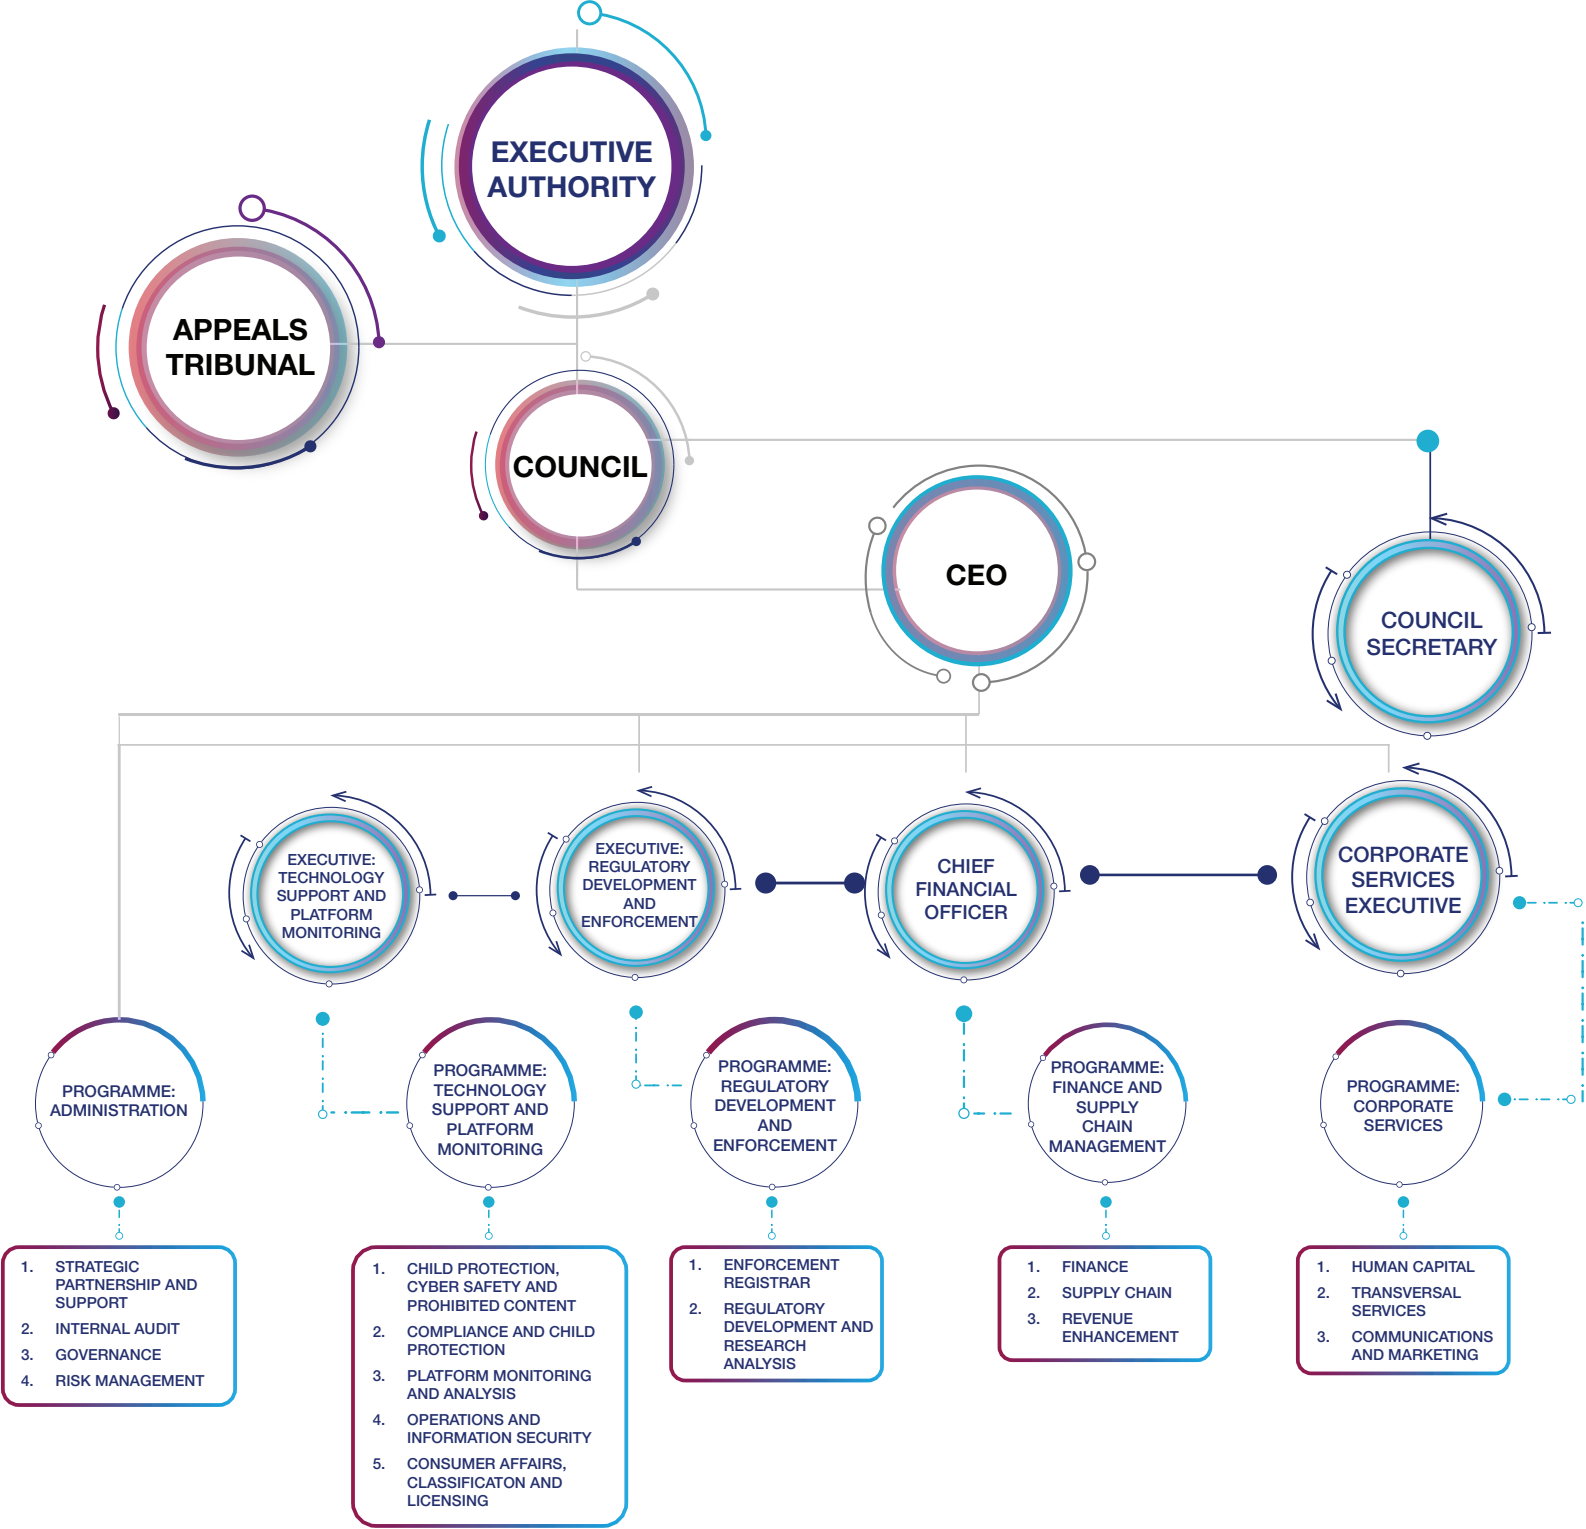 EXECUTIVE
AUTHORITY
APPEALS
TRIBUNAL
COUNCIL
CEO
COUNCIL
SECRETARY
EXECUTIVE:
TECHNOLOGY
SUPPORT AND
PLATFORM
MONITORING
EXECUTIVE:
REGULATORY
DEVELOPMENT
AND
ENFORCEMENT
CHIEF
FINANCIAL
OFFICER
CORPORATE
SERVICES
EXECUTIVE
PROGRAMME:
ADMINISTRATION
PROGRAMME:
TECHNOLOGY
SUPPORT AND
PLATFORM
MONITORING
PROGRAMME:
REGULATORY
DEVELOPMENT
AND
ENFORCEMENT
PROGRAMME:
FINANCE AND
SUPPLY
CHAIN
MANAGEMENT
PROGRAMME:
CORPORATE
SERVICES
1. STRATEGIC
PARTNERSHIP AND
SUPPORT
2. INTERNAL AUDIT
3. GOVERNANCE
4. RISK MANAGEMENT
1. CHILD PROTECTION,
CYBER SAFETY AND
PROHIBITED CONTENT
2. COMPLIANCE AND CHILD
PROTECTION
3. PLATFORM MONITORING
AND ANALYSIS
4. OPERATIONS AND
INFORMATION SECURITY
5. CONSUMER AFFAIRS,
CLASSIFICATON AND
LICENSING
1. ENFORCEMENT
REGISTRAR
2. REGULATORY
DEVELOPMENT AND
RESEARCH
ANALYSIS
1. FINANCE
2. SUPPLY CHAIN
3. REVENUE
ENHANCEMENT
1. HUMAN CAPITAL
2. TRANSVERSAL
SERVICES
3. COMMUNICATIONS
AND MARKETING